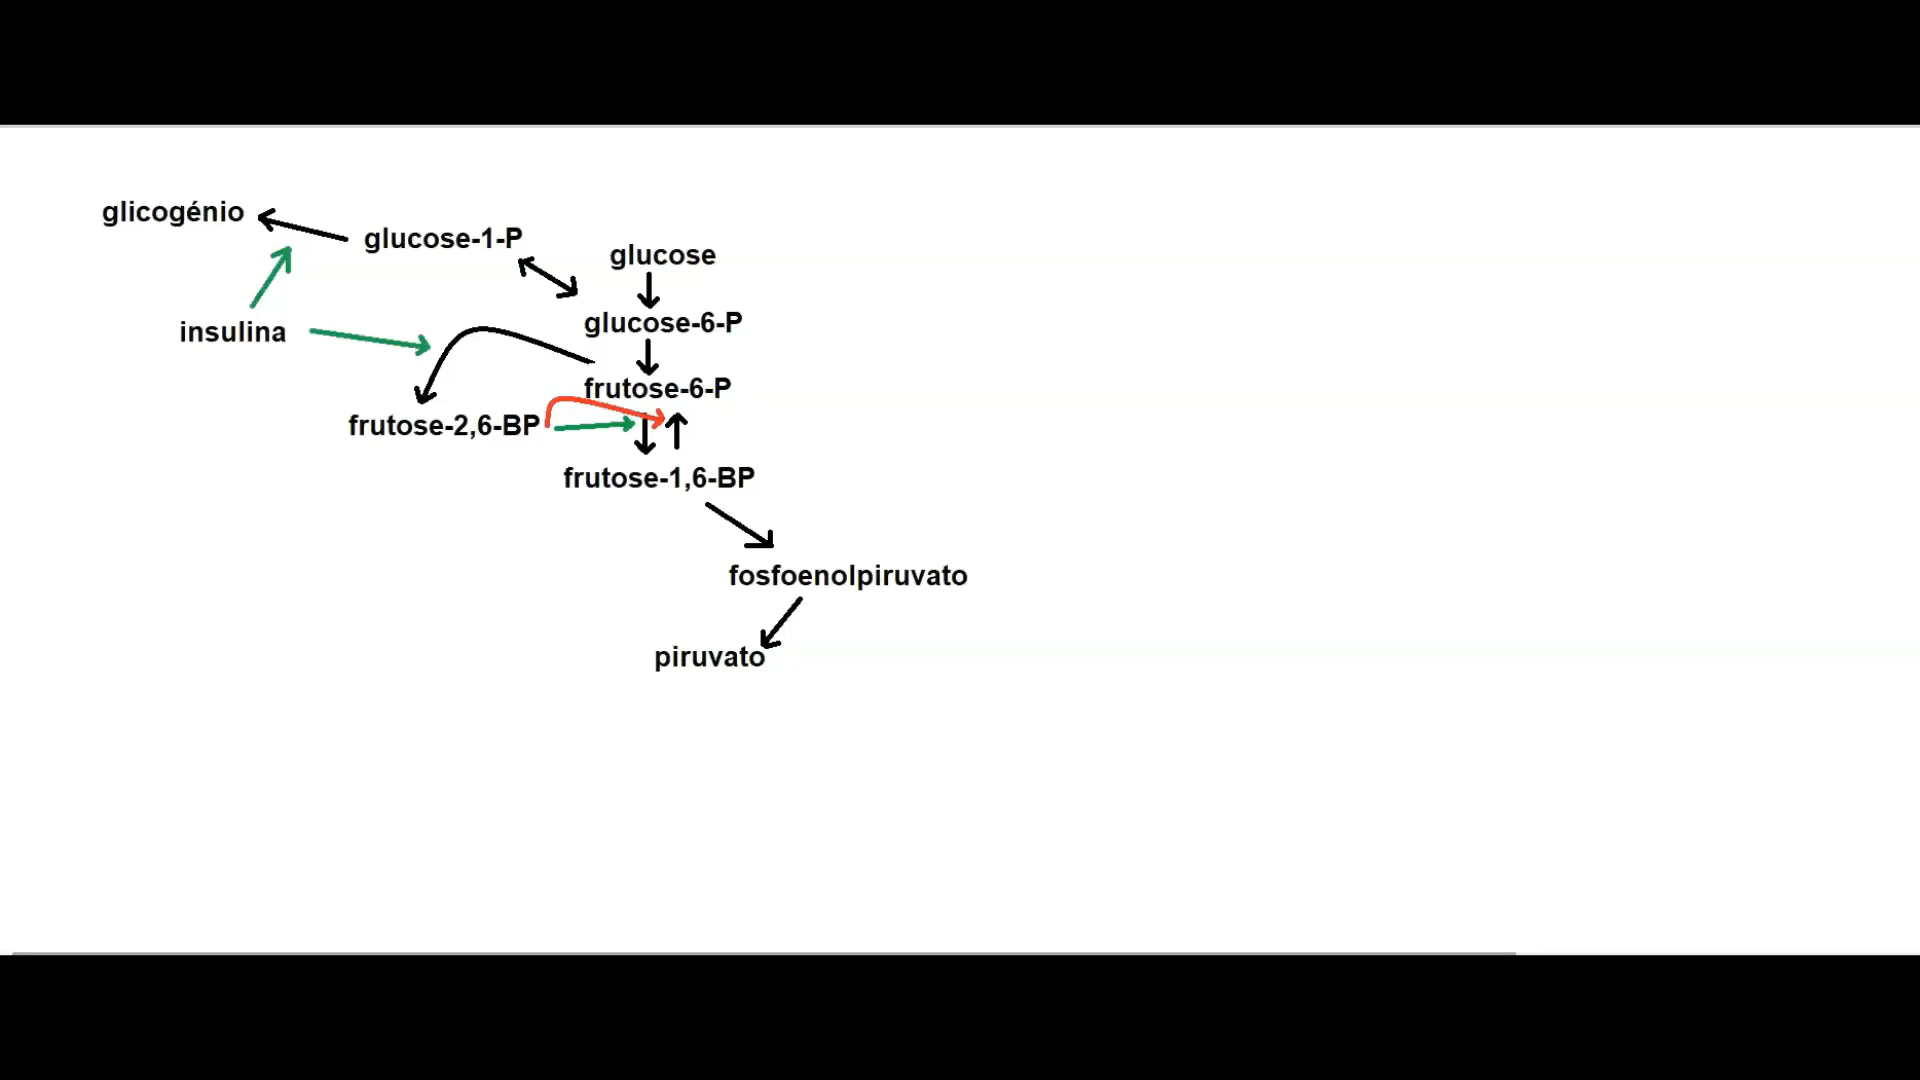 glicogénio
glucose-1-P
glucose
glucose-6-P
insulina
frutose-6-P
frutose-2,6-BP
frutose-1,6-BP
fosfoenolpiruvato
piruvato